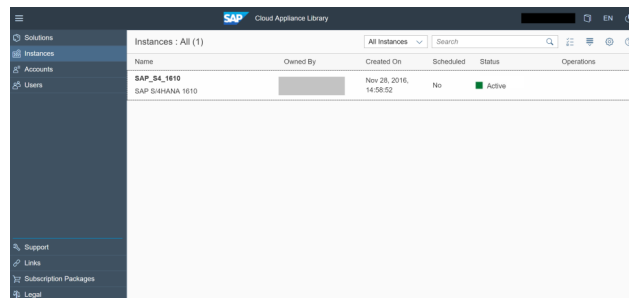 SAP Cloud Appliance Library EN
Solutions
Instances
Accounts
Users
Support
Links
Subscription Packages
Legal
Instances : All (1) All Instances Search
Name Owned By Created On Scheduled Status Operations
SAP_S4_1610
SAP S/4HANA 1610
Nov 28, 2016,
14:58:52
No
Active